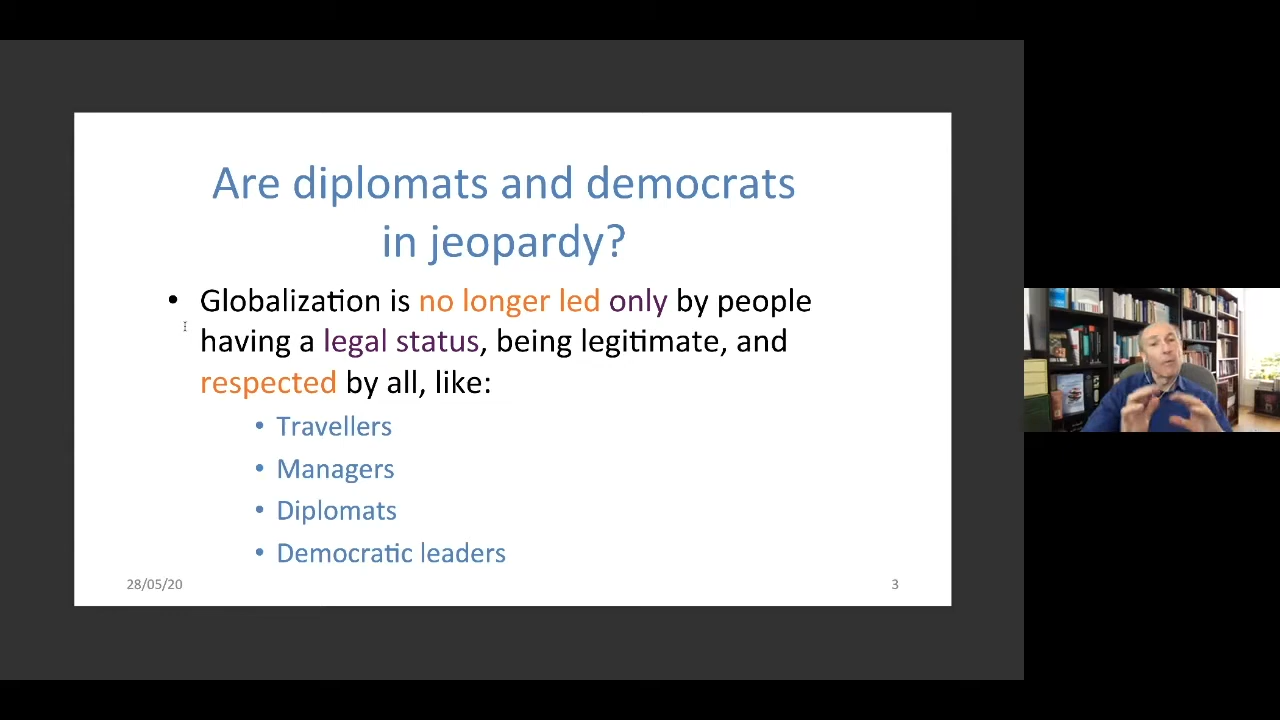 Are diplomats and democrats
in jeopardy?
• Globalization is no longer led only by people
having a legal status, being legitimate, and
respected by all, like:
• Travellers
• Managers
• Diplomats
• Democratic leaders
28/05/20
3